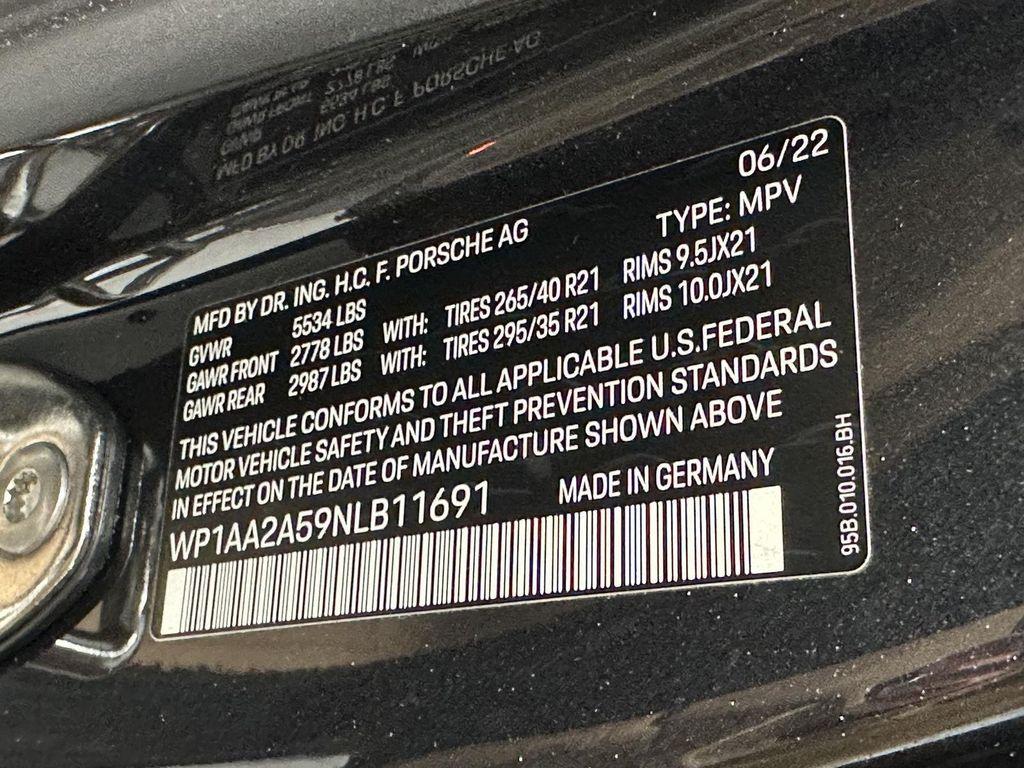 06/22
MFD BY DR. ING. H.C. F. PORSCHE AG
TYPE: MPV
GVWR 5534 LBS
GAWR FRONT 2778 LBS WITH: TIRES 265/40 R21 RIMS 9.5JX21
GAWR REAR 2987 LBS WITH: TIRES 295/35 R21 RIMS 10.0JX21
THIS VEHICLE CONFORMS TO ALL APPLICABLE U.S.FEDERAL
MOTOR VEHICLE SAFETY AND THEFT PREVENTION STANDARDS
IN EFFECT ON THE DATE OF MANUFACTURE SHOWN ABOVE
WP1AA2A59NLB11691 MADE IN GERMANY
95B.010.016.BH